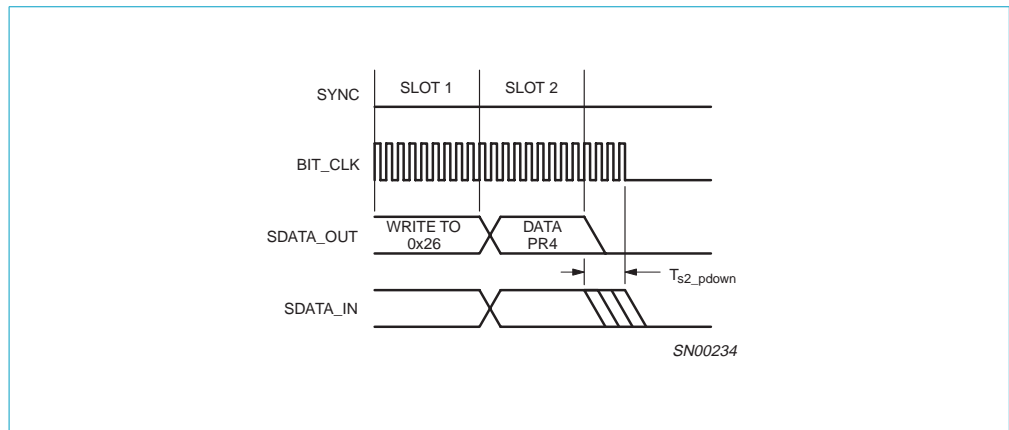 SLOT 1 SLOT 2
SYNC
BIT_CLK
SDATA_OUT
WRITE TO
0x26
DATA
PR4
Ts2_pdown
SDATA_IN
SN00234